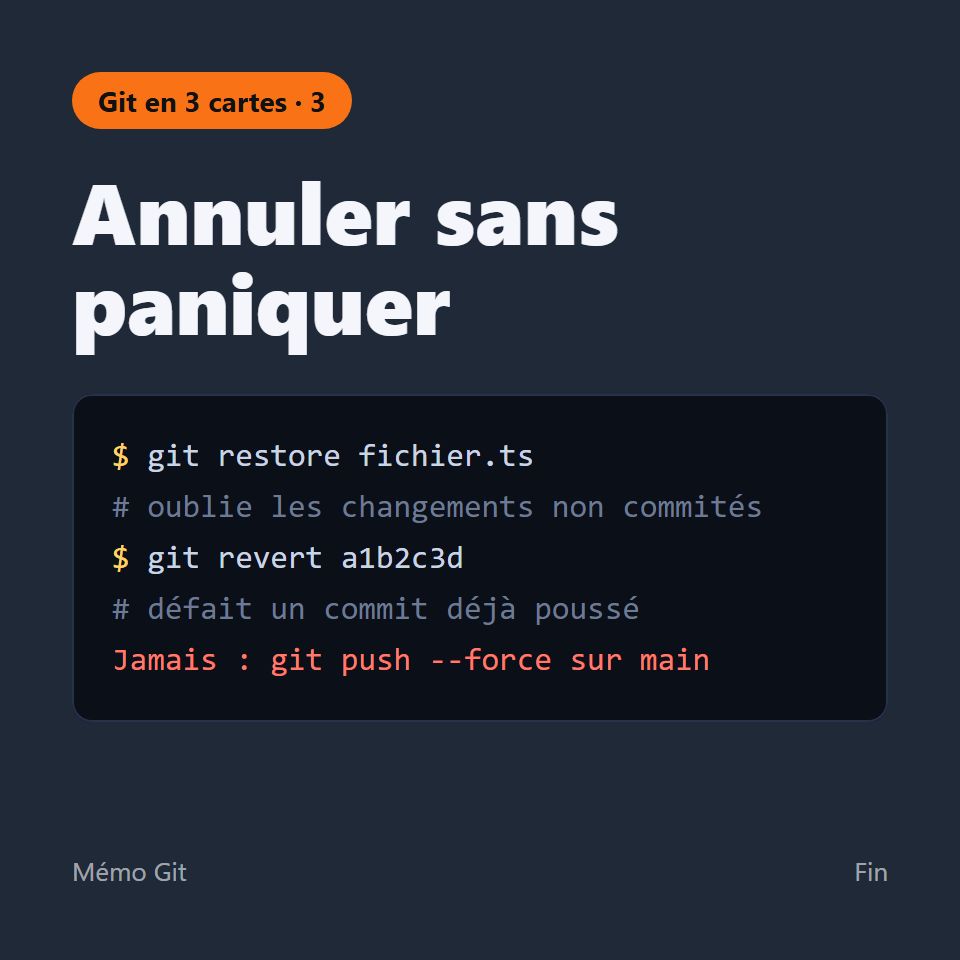 Git en 3 cartes · 3
Annuler sans
paniquer
$ git restore fichier.ts
# oublie les changements non commités
$ git revert a1b2c3d
# défait un commit déjà poussé
Jamais : git push --force sur main
Mémo Git
Fin